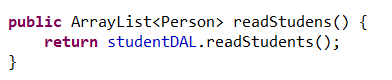 public ArrayList<Person> readStudens() {
    return studentDAL.readStudents();
}